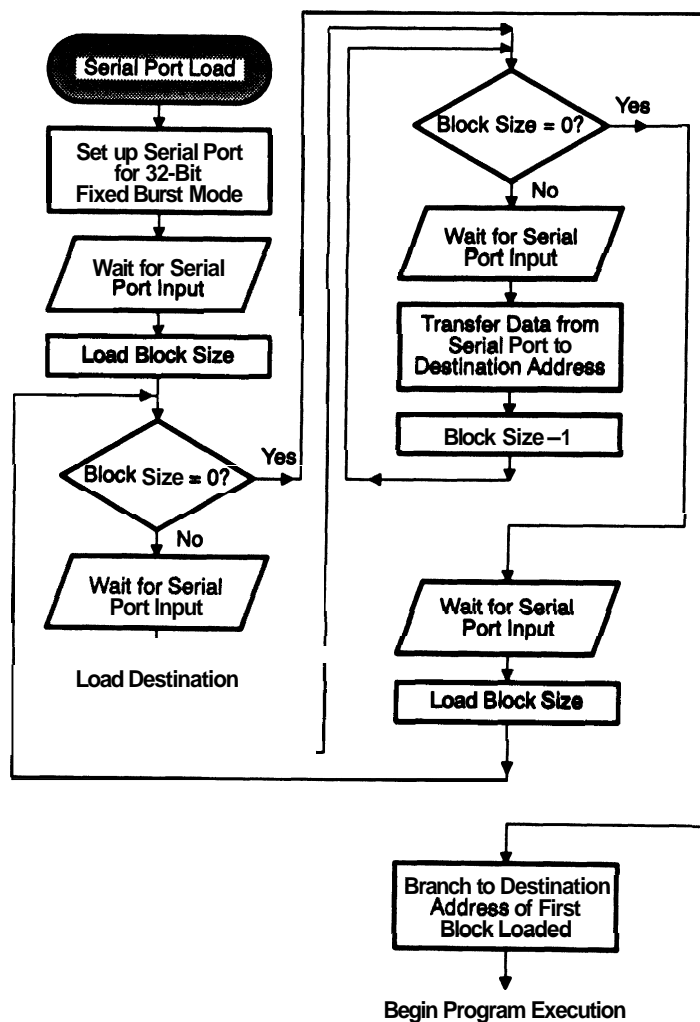 Serial Port Load
Set up Serial Port
for 32-Bit
Fixed Burst Mode
Wait for Serial
Port Input
Load Block Size
Block Size = 0?
Yes
No
Wait for Serial
Port Input
Load Destination
Block Size = 0?
Yes
No
Wait for Serial
Port Input
Transfer Data from
Serial Port to
Destination Address
Block Size –1
Wait for Serial
Port Input
Load Block Size
Branch to Destination
Address of First
Block Loaded
Begin Program Execution